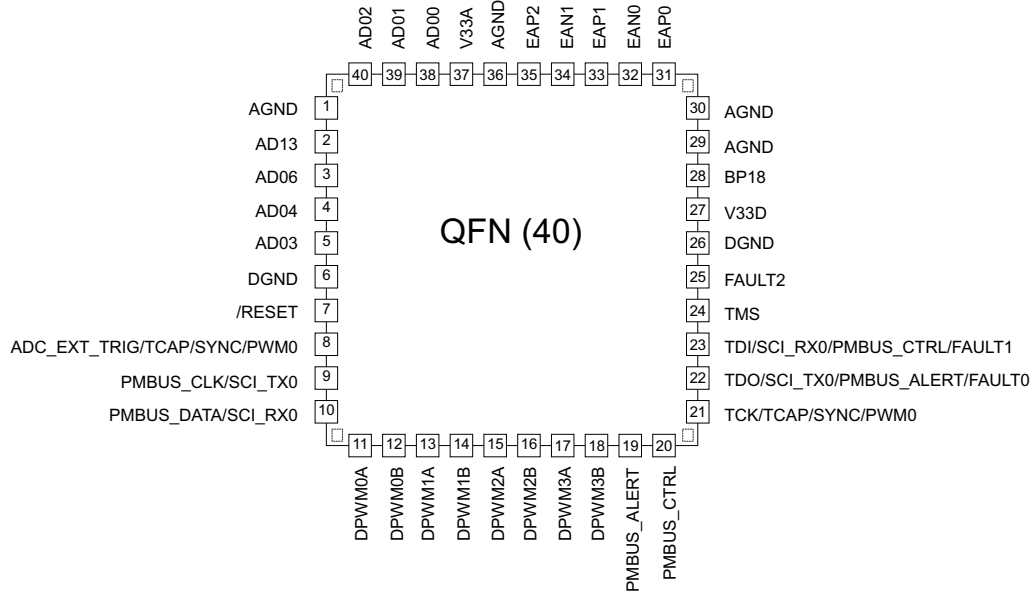 AD02
AD01
AD00
V33A
AGND
EAP2
EAN1
EAP1
EAN0
EAP0
40 39 38 37 36 35 34 33 32 31
AGND 1
AD13 2
AD06 3
AD04 4
AD03 5
DGND 6
/RESET 7
ADC_EXT_TRIG/TCAP/SYNC/PWM0 8
PMBUS_CLK/SCI_TX0 9
PMBUS_DATA/SCI_RX0 10
QFN (40)
30 AGND
29 AGND
28 BP18
27 V33D
26 DGND
25 FAULT2
24 TMS
23 TDI/SCI_RX0/PMBUS_CTRL/FAULT1
22 TDO/SCI_TX0/PMBUS_ALERT/FAULT0
21 TCK/TCAP/SYNC/PWM0
11 12 13 14 15 16 17 18 19 20
DPWM0A
DPWM0B
DPWM1A
DPWM1B
DPWM2A
DPWM2B
DPWM3A
DPWM3B
PMBUS_ALERT
PMBUS_CTRL